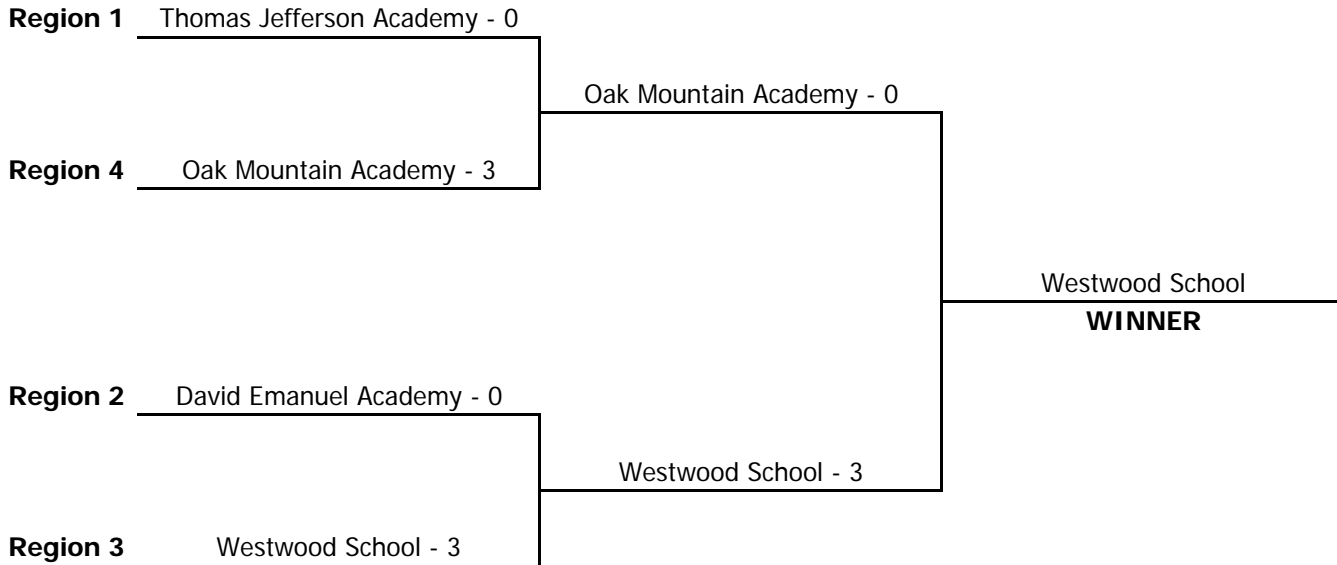 Region 1 Thomas Jefferson Academy - 0
Oak Mountain Academy - 0
Region 4 Oak Mountain Academy - 3
Westwood School
WINNER
Region 2 David Emanuel Academy - 0
Westwood School - 3
Region 3 Westwood School - 3